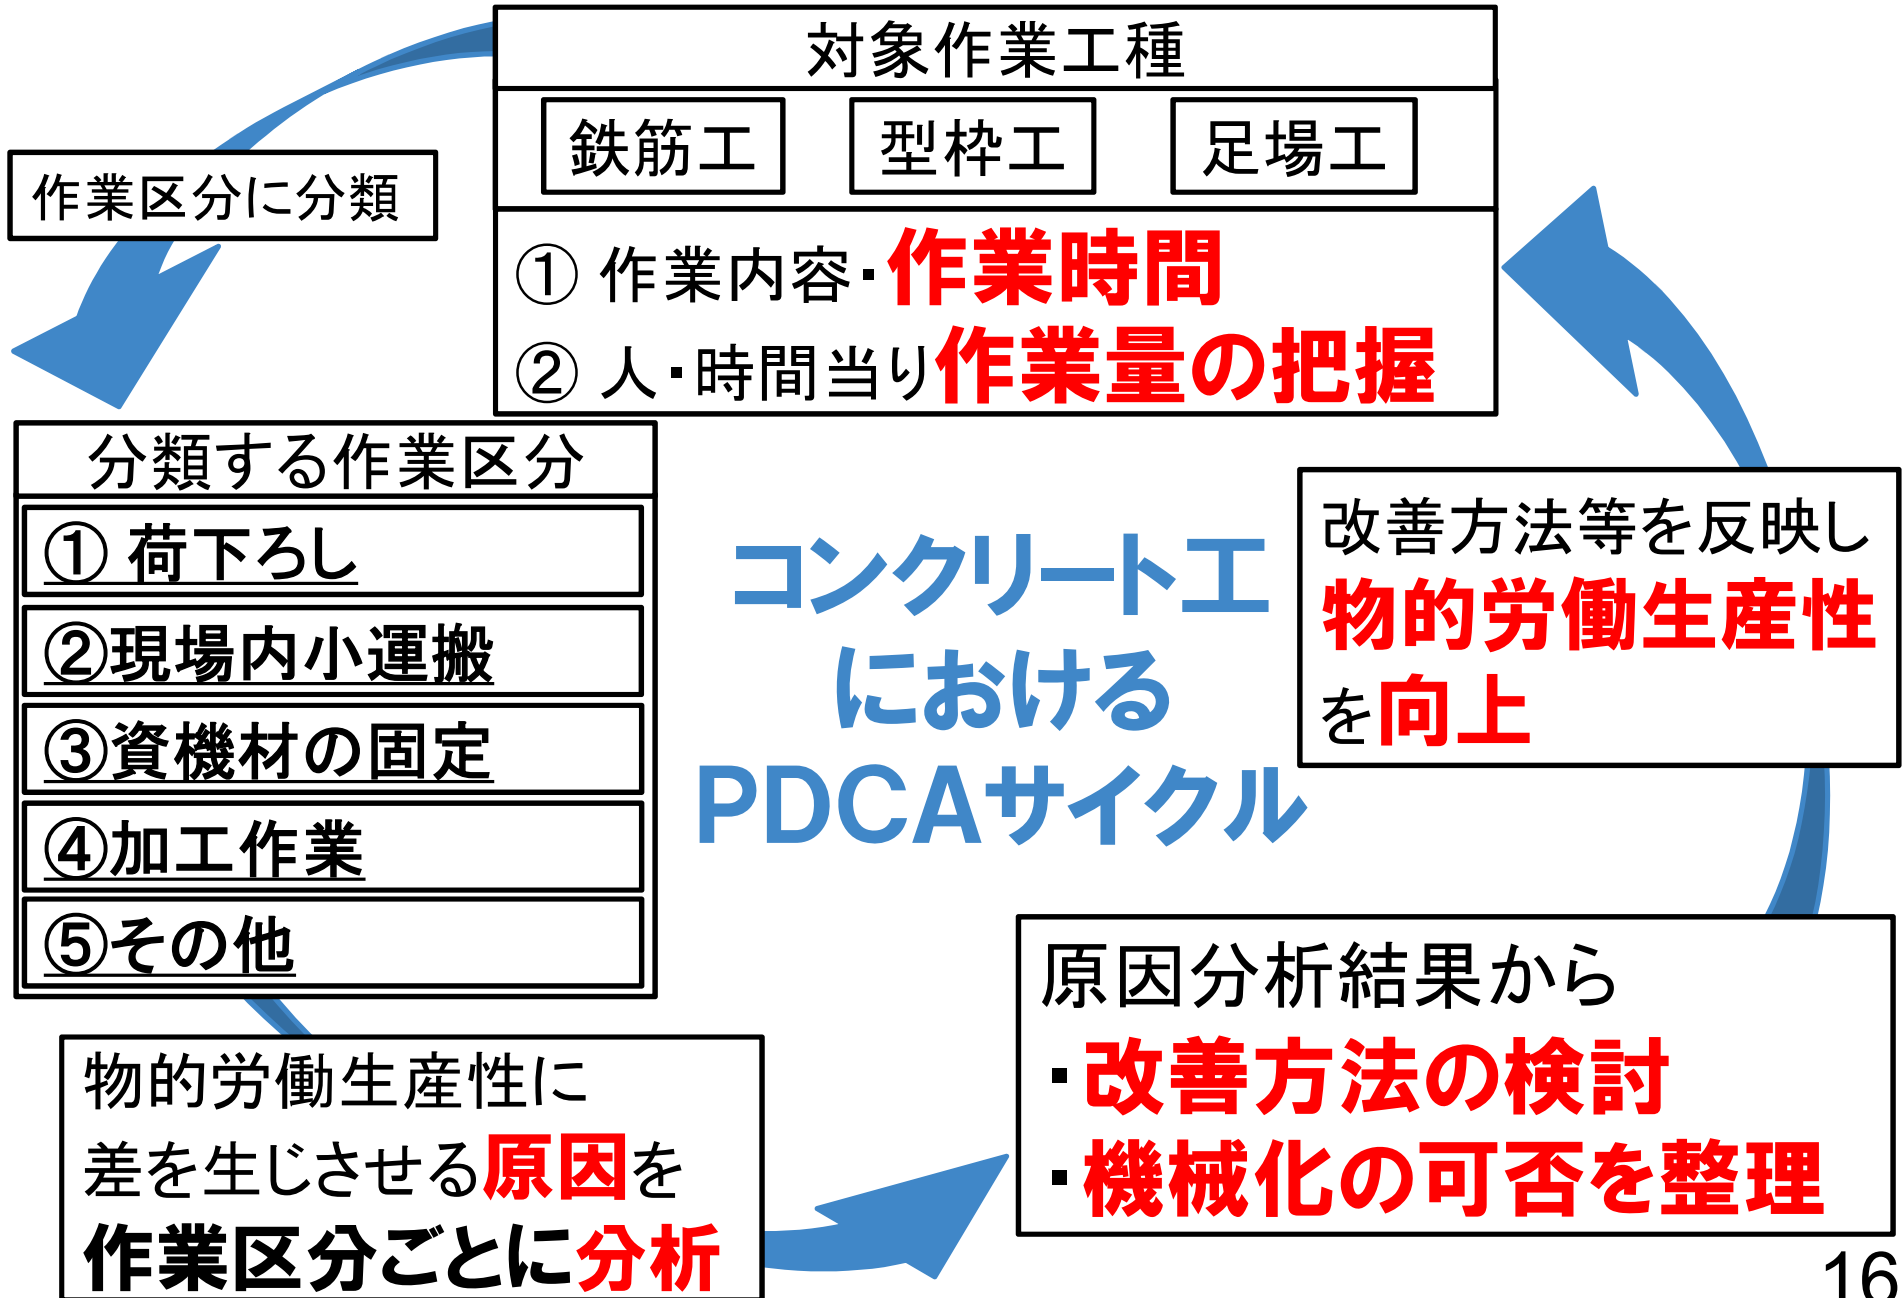 対象作業工種
鉄筋工
型枠工
足場工
① 作業内容・作業時間
② 人・時間当り作業量の把握
作業区分に分類
分類する作業区分
① 荷下ろし
②現場内小運搬
③資機材の固定
④加工作業
⑤その他
コンクリート工
における
PDCAサイクル
物的労働生産性に
差を生じさせる原因を
作業区分ごとに分析
原因分析結果から
・改善方法の検討
・機械化の可否を整理
改善方法等を反映し
物的労働生産性
を向上
16